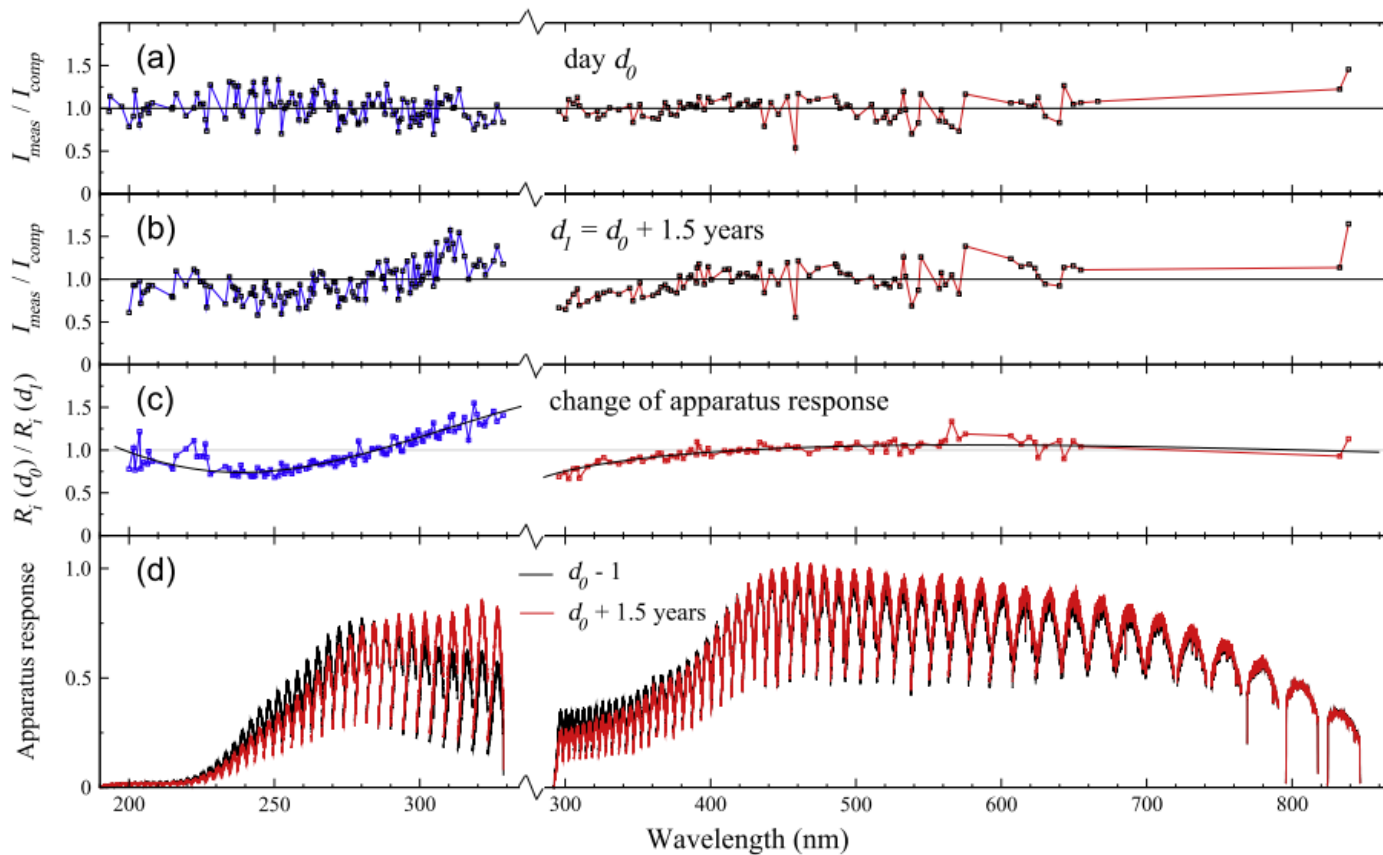 (a)
day d0
1.5
1.0
0.5
0
Imeas / Icomp
(b)
d1 = d0 + 1.5 years
1.5
1.0
0.5
0
Imeas / Icomp
(c)
change of apparatus response
1.5
1.0
0.5
0
Ri (d0) / Ri (d1)
(d)
d0 - 1
d0 + 1.5 years
1.0
0.5
0
Apparatus response
200 250 300 300 400 500 600 700 800
Wavelength (nm)